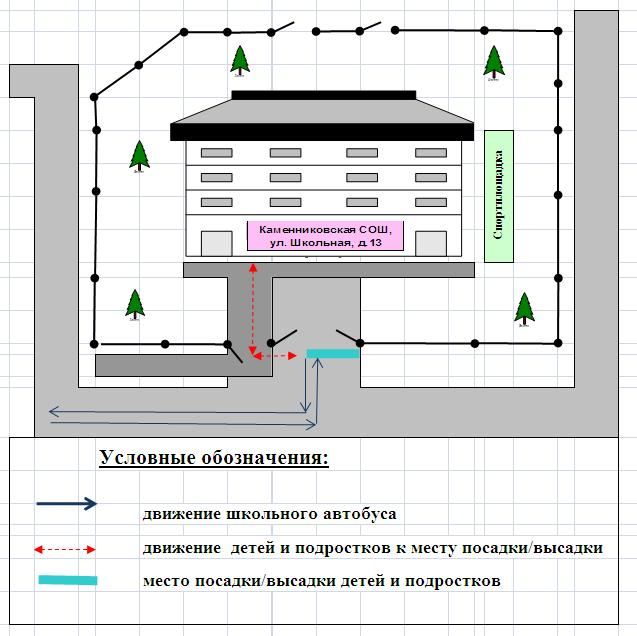 Спортплощадка
Каменниковская СОШ,
ул. Школьная, д.13
Условные обозначения:
движение школьного автобуса
движение детей и подростков к месту посадки/высадки
место посадки/высадки детей и подростков